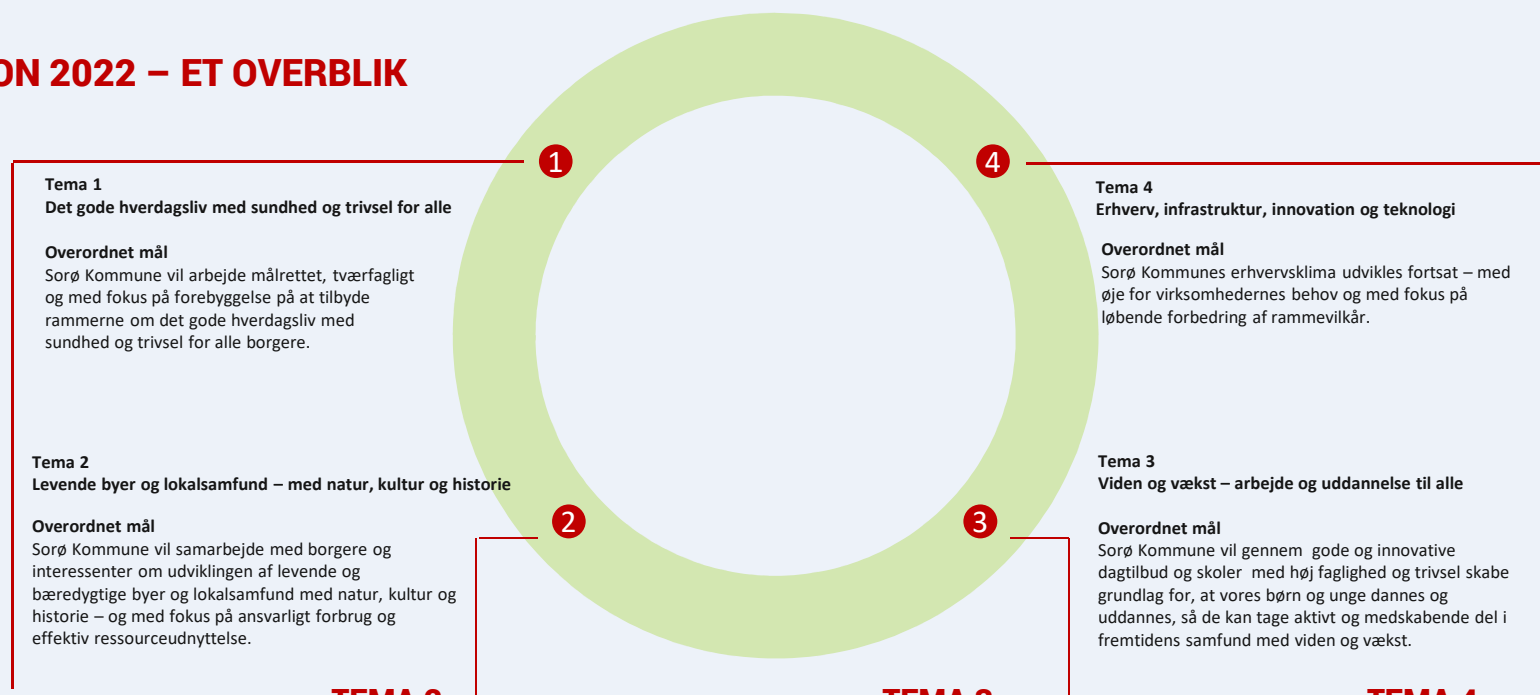 ON 2022 – ET OVERBLIK
1
4
Tema 1
Det gode hverdagsliv med sundhed og trivsel for alle
Overordnet mål
Sorø Kommune vil arbejde målrettet, tværfagligt
og med fokus på forebyggelse på at tilbyde
rammerne om det gode hverdagsliv med
sundhed og trivsel for alle borgere.
Tema 4
Erhverv, infrastruktur, innovation og teknologi
Overordnet mål
Sorø Kommunes erhvervsklima udvikles fortsat – med
øje for virksomhedernes behov og med fokus på
løbende forbedring af rammevilkår.
Tema 2
Levende byer og lokalsamfund – med natur, kultur og historie
Overordnet mål
Sorø Kommune vil samarbejde med borgere og
interessenter om udviklingen af levende og
bæredygtige byer og lokalsamfund med natur, kultur og
historie – og med fokus på ansvarligt forbrug og
effektiv ressourceudnyttelse.
2
3
Tema 3
Viden og vækst – arbejde og uddannelse til alle
Overordnet mål
Sorø Kommune vil gennem gode og innovative
dagtilbud og skoler med høj faglighed og trivsel skabe
grundlag for, at vores børn og unge dannes og
uddannes, så de kan tage aktivt og medskabende del i
fremtidens samfund med viden og vækst.
TEMA
TEMA
TEMA 4